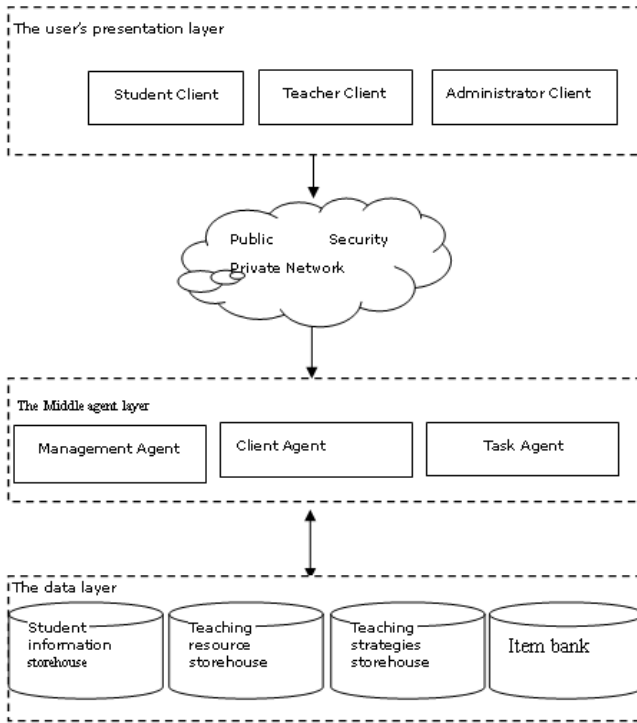 The user's presentation layer
Student Client
Teacher Client
Administrator Client
Public Security
Private Network
The Middle agent layer
Management Agent
Client Agent
Task Agent
The data layer
Student
information
storehouse
Teaching
resource
storehouse
Teaching
strategies
storehouse
Item bank